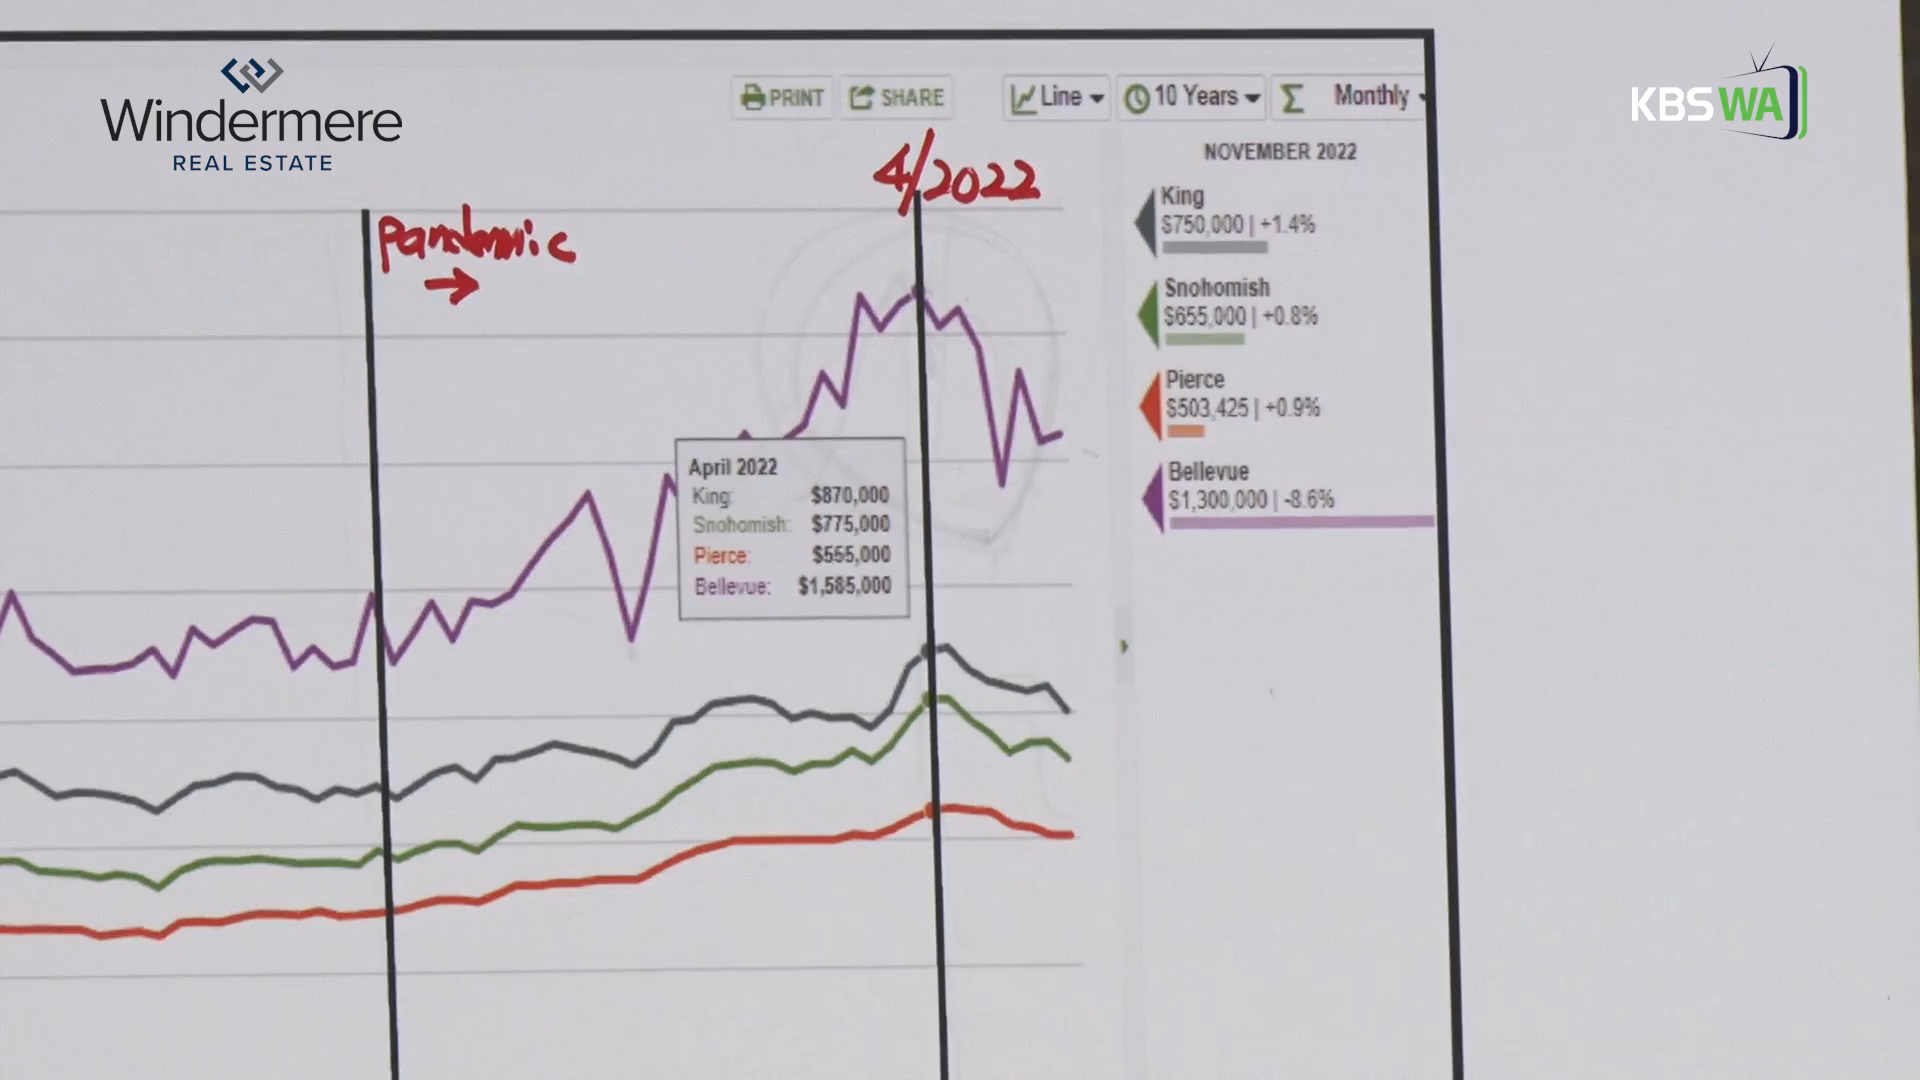 Windermere
REAL ESTATE
KBS WA
PRINT
SHARE
Line
10 Years
Monthly
4/2022
Pandemic
→
NOVEMBER 2022
King
$750,000 | +1.4%
Snohomish
$655,000 | +0.8%
Pierce
$503,425 | +0.9%
Bellevue
$1,300,000 | -8.6%
April 2022
King: $870,000
Snohomish: $775,000
Pierce: $555,000
Bellevue: $1,585,000